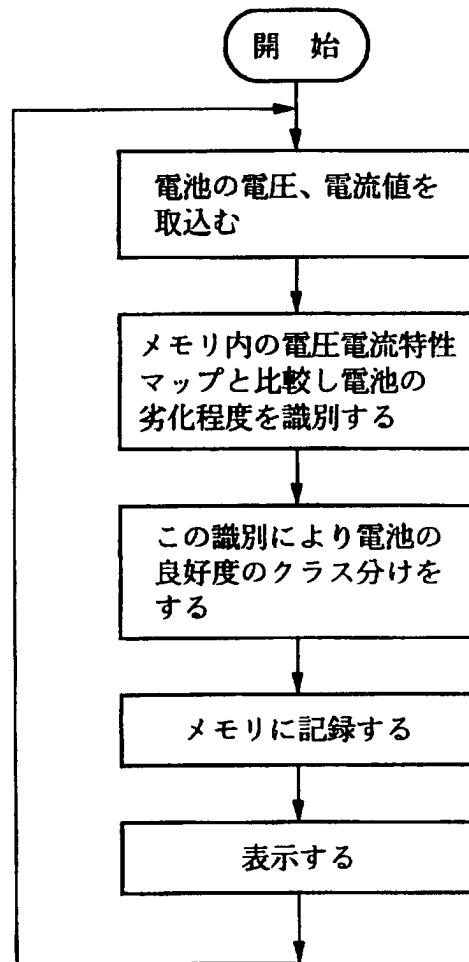 開 始
電池の電圧、電流値を
取込む
メモリ内の電圧電流特性
マップと比較し電池の
劣化程度を識別する
この識別により電池の
良好度のクラス分けを
する
メモリに記録する
表示する